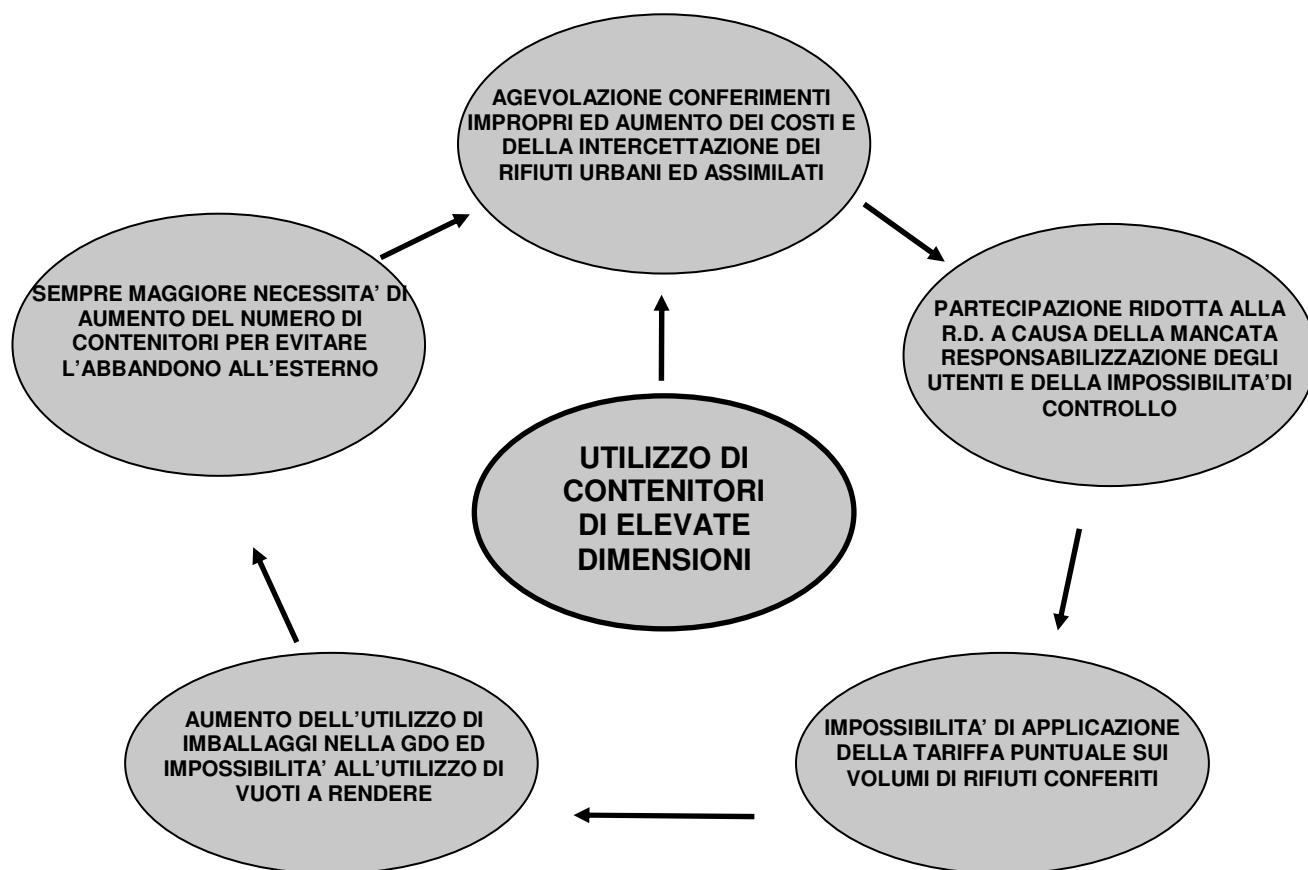 AGEVOLAZIONE CONFERIMENTI
IMPROPRI ED AUMENTO DEI COSTI E
DELLA INTERCETTAZIONE DEI
RIFIUTI URBANI ED ASSIMILATI
PARTECIPAZIONE RIDOTTA ALLA
R.D. A CAUSA DELLA MANCATA
RESPONSABILIZZAZIONE DEGLI
UTENTI E DELLA IMPOSSIBILITA'DI
CONTROLLO
IMPOSSIBILITA' DI APPLICAZIONE
DELLA TARIFFA PUNTUALE SUI
VOLUMI DI RIFIUTI CONFERITI
AUMENTO DELL'UTILIZZO DI
IMBALLAGGI NELLA GDO ED
IMPOSSIBILITA' ALL'UTILIZZO DI
VUOTI A RENDERE
SEMPRE MAGGIORE NECESSITA' DI
AUMENTO DEL NUMERO DI
CONTENITORI PER EVITARE
L'ABBANDONO ALL'ESTERNO
UTILIZZO DI
CONTENITORI
DI ELEVATE
DIMENSIONI